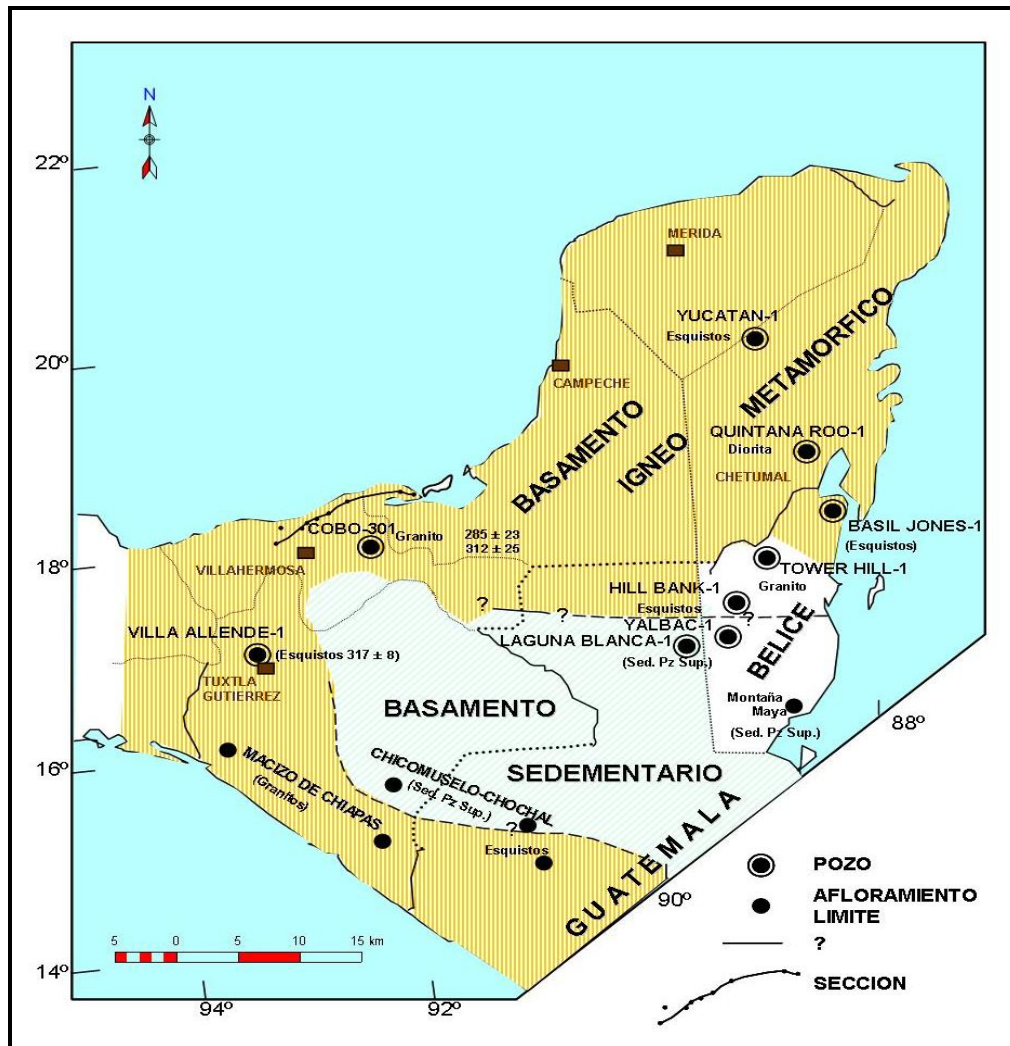 N
22º
20º
18º
16º
14º
94º
92º
90º
88º
MERIDA
YUCATAN-1
Esquistos
CAMPECHE
BASAMENTO
IGNEO
METAMORFICO
QUINTANA ROO-1
Diorita
CHETUMAL
BASIL JONES-1
(Esquistos)
COBO-301
Granito
285 ± 23
312 ± 25
VILLAHERMOSA
TOWER HILL-1
Granito
HILL BANK-1
Esquistos
?
?
?
YALBAC-1
LAGUNA BLANCA-1
(Sed. Pz Sup.)
BELICE
VILLA ALLENDE-1
(Esquistos 317 ± 8)
TUXTLA
GUTIERREZ
Montaña
Maya
(Sed. Pz Sup.)
BASAMENTO
SEDEMENTARIO
MACIZO DE CHIAPAS
(Granitos)
CHICOMUSELO-CHOCHAL
(Sed. Pz Sup.)
?
Esquistos
GUATEMALA
POZO
AFLORAMIENTO
LIMITE
?
SECCION
5 0 5 10 15 km